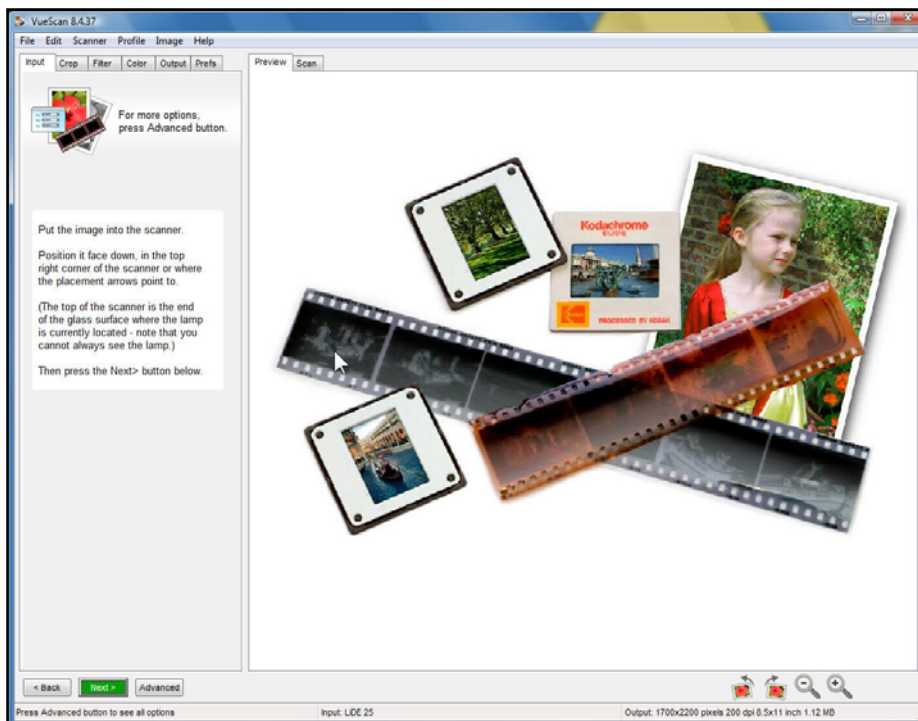 VueScan 8.4.37
File Edit Scanner Profile Image Help
Input Crop Filter Color Output Prefs
Preview Scan
For more options,
press Advanced button.
Put the image into the scanner.
Position it face down, in the top
right corner of the scanner or where
the placement arrows point to.
(The top of the scanner is the end
of the glass surface where the lamp
is currently located - note that you
cannot always see the lamp.)
Then press the Next> button below.
Kodachrome
SLIDE
PROCESSED BY KODAK
< Back Next > Advanced
Press Advanced button to see all options Input: LiDE 25 Output: 1700x2200 pixels 200 dpi 8.5x11 inch 1.12 MB